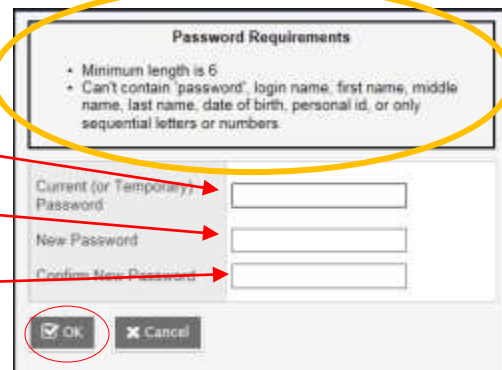 Password Requirements
• Minimum length is 6
• Can't contain 'password', login name, first name, middle
name, last name, date of birth, personal id, or only
sequential letters or numbers.
Current (or Temporary)
Password
New Password
Confirm New Password
OK
Cancel